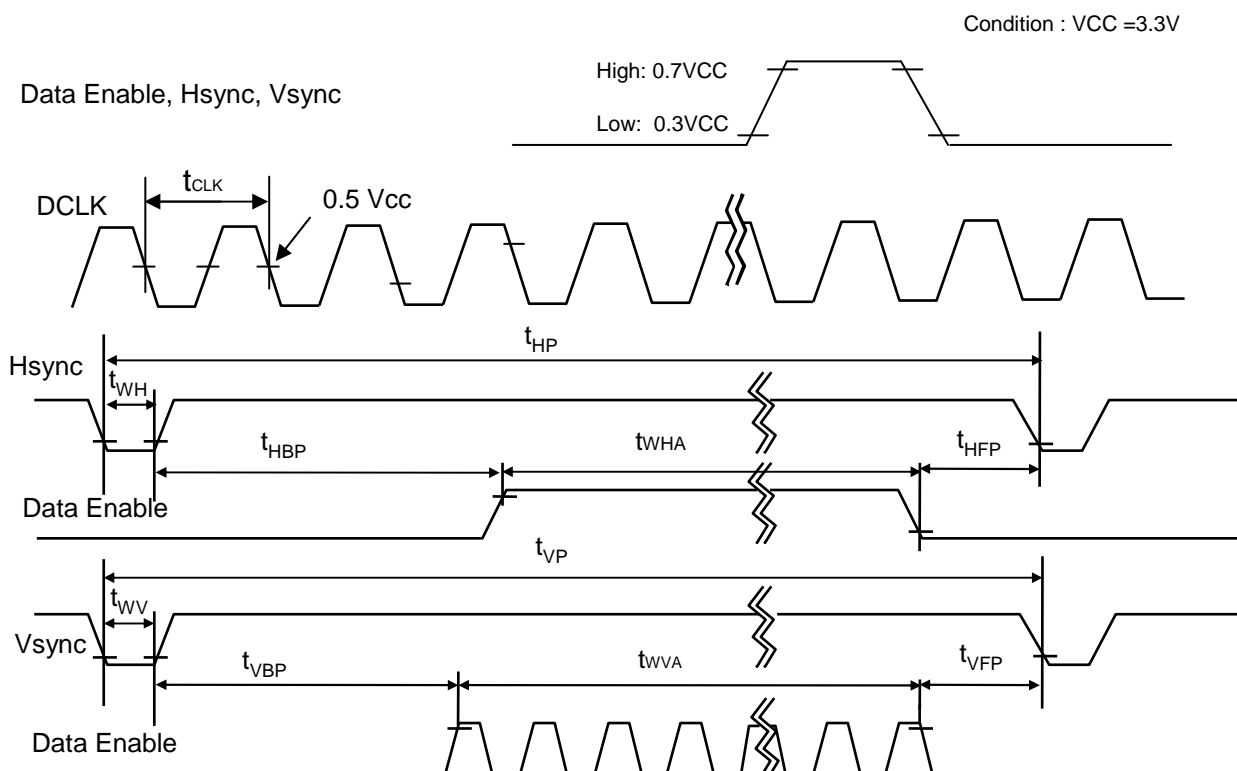 Condition : VCC =3.3V
High: 0.7VCC
Data Enable, Hsync, Vsync
Low: 0.3VCC
tCLK
0.5 Vcc
DCLK
tHP
Hsync
tWH
tHBP
tWHA
tHFP
Data Enable
tVP
tWV
Vsync
tVBP
tWVA
tVFP
Data Enable